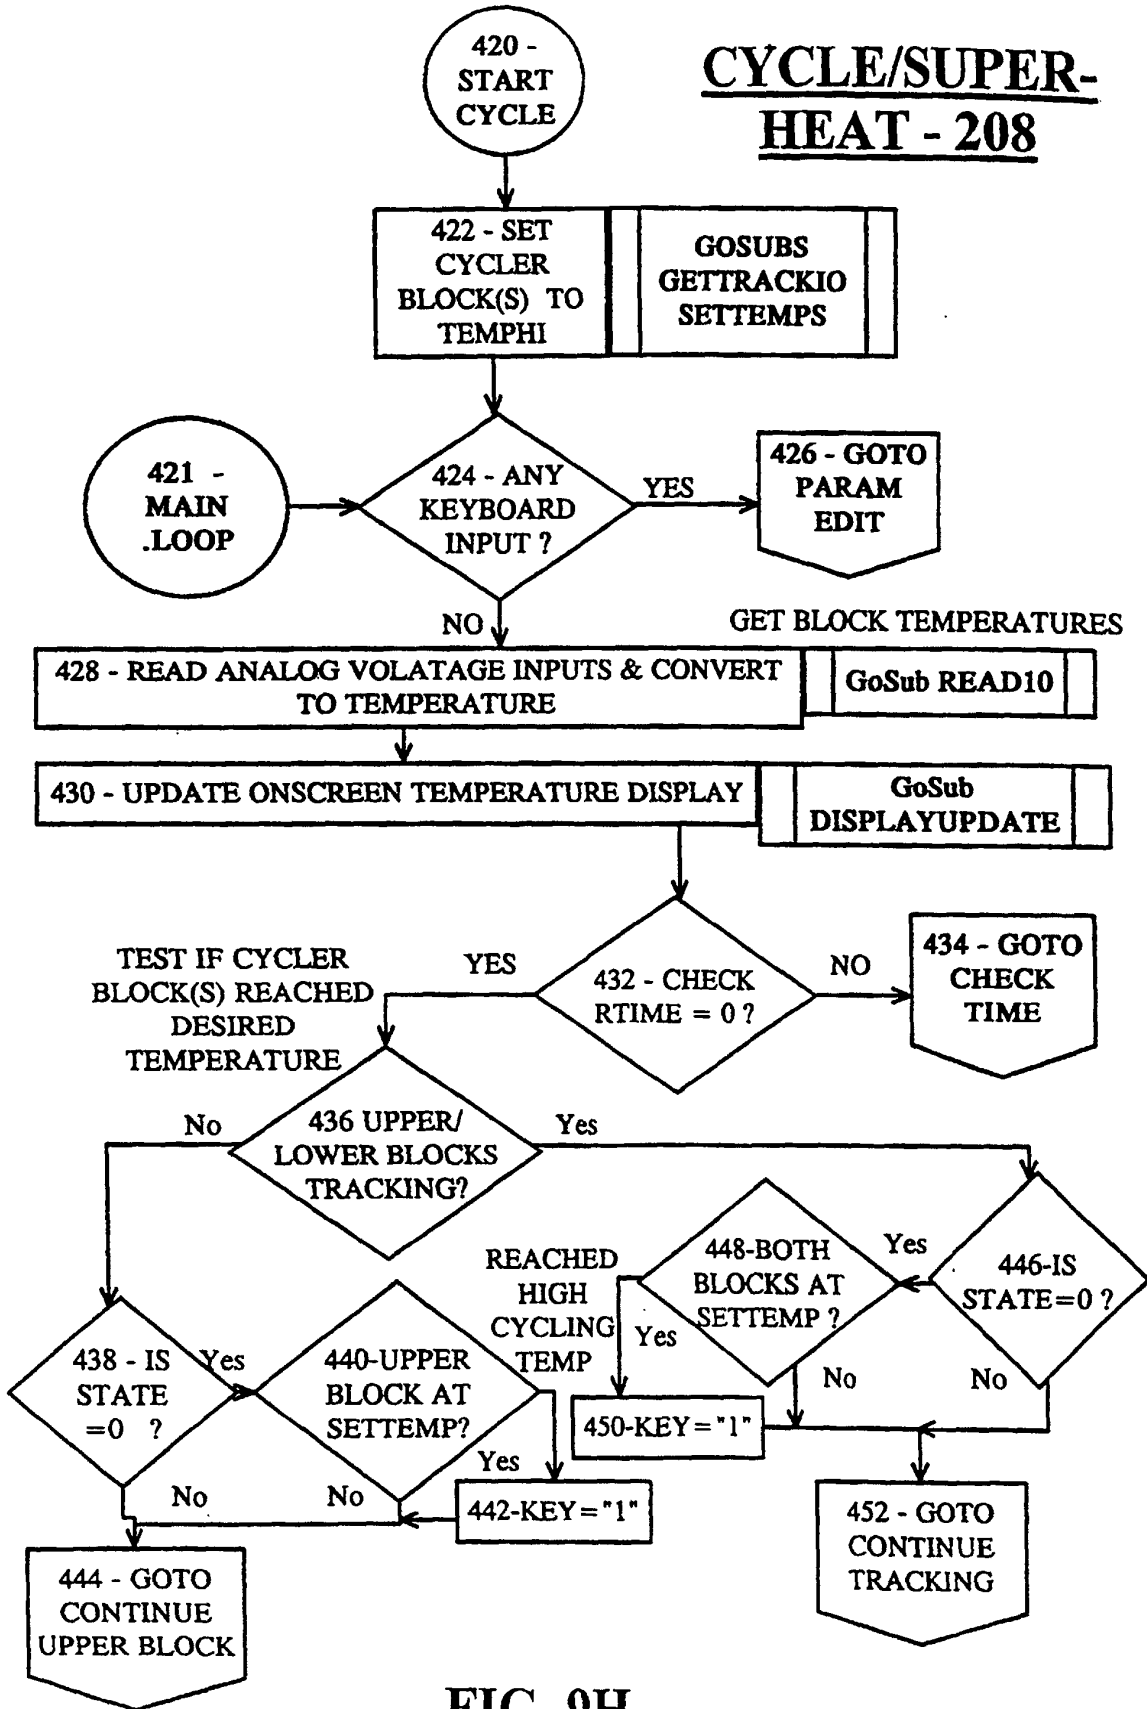 420 -
START
CYCLE
CYCLE/SUPER-
HEAT - 208
422 - SET
CYCLER
BLOCK(S) TO
TEMPHI
GOSUBS
GETTRACKIO
SETTEMPS
421 -
MAIN
.LOOP
424 - ANY
KEYBOARD
INPUT ?
YES
426 - GOTO
PARAM
EDIT
NO
GET BLOCK TEMPERATURES
428 - READ ANALOG VOLATAGE INPUTS & CONVERT
TO TEMPERATURE
GoSub READ10
430 - UPDATE ONSCREEN TEMPERATURE DISPLAY
GoSub
DISPLAYUPDATE
TEST IF CYCLER
BLOCK(S) REACHED
DESIRED
TEMPERATURE
YES
432 - CHECK
RTIME = 0 ?
NO
434 - GOTO
CHECK
TIME
No
436 UPPER/
LOWER BLOCKS
TRACKING?
Yes
REACHED
HIGH
CYCLING
TEMP
448-BOTH
BLOCKS AT
SETTEMP ?
Yes
446-IS
STATE=0 ?
438 - IS
STATE
=0 ?
Yes
440-UPPER
BLOCK AT
SETTEMP?
Yes
No
No
450-KEY="1"
Yes
No
No
442-KEY="1"
452 - GOTO
CONTINUE
TRACKING
444 - GOTO
CONTINUE
UPPER BLOCK
FIG. 9H